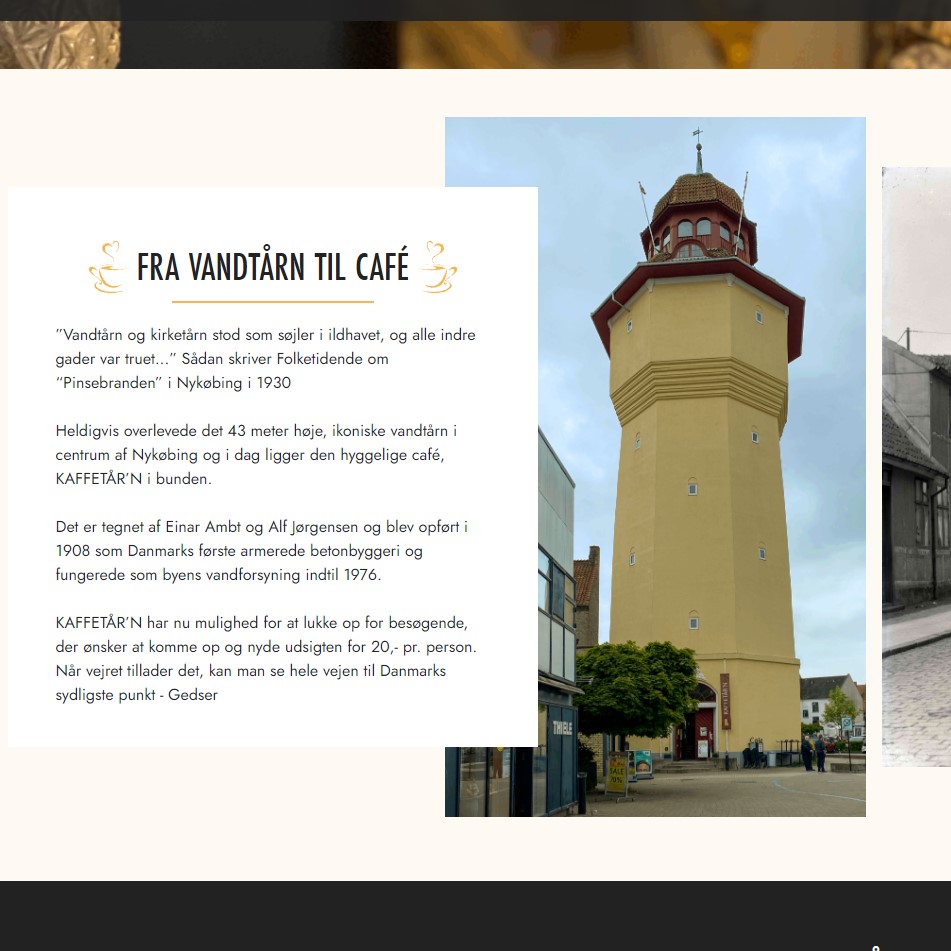 FRA VANDTÅRN TIL CAFÉ
”Vandtårn og kirketårn stod som søjler i ildhavet, og alle indre
gader var truet...” Sådan skriver Folketidende om
“Pinsebranden” i Nykøbing i 1930
Heldigvis overlevede det 43 meter høje, ikoniske vandtårn i
centrum af Nykøbing og i dag ligger den hyggelige café,
KAFFETÅR’N i bunden.
Det er tegnet af Einar Ambt og Alf Jørgensen og blev opført i
1908 som Danmarks første armerede betonbyggeri og
fungerede som byens vandforsyning indtil 1976.
KAFFETÅR’N har nu mulighed for at lukke op for besøgende,
der ønsker at komme op og nyde udsigten for 20,- pr. person.
Når vejret tillader det, kan man se hele vejen til Danmarks
sydligste punkt - Gedser
KAFFETÅR'N
THIELE
SALE